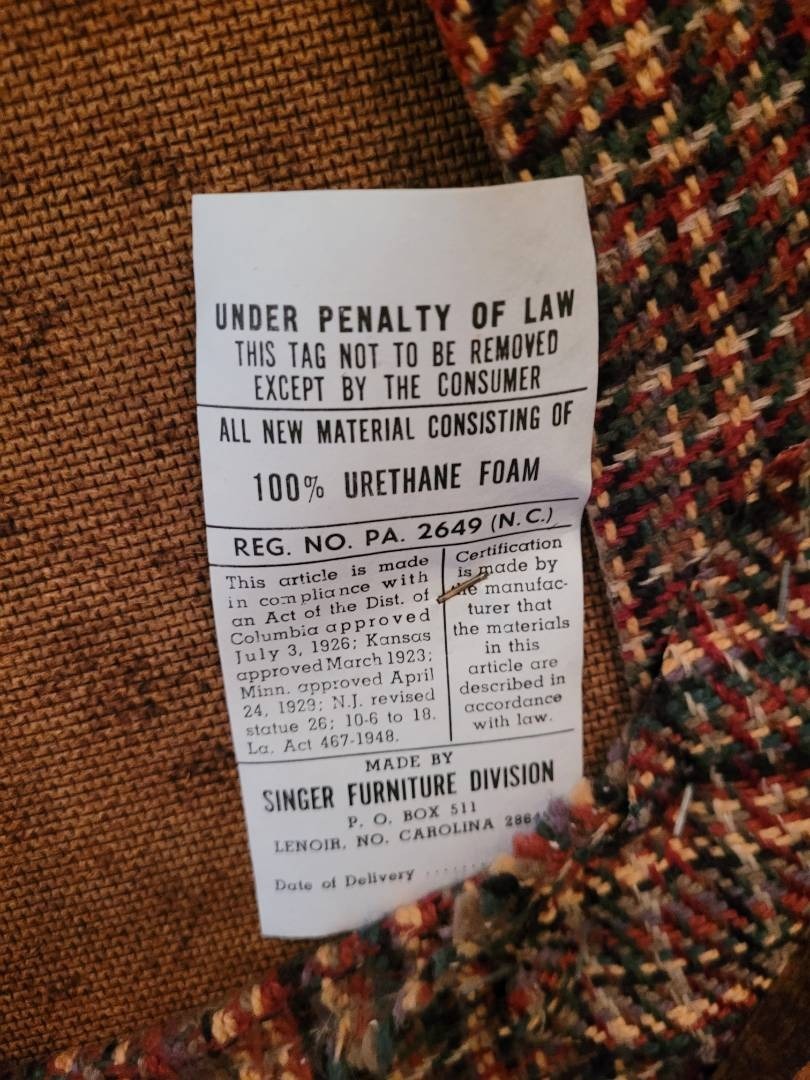 UNDER PENALTY OF LAW
THIS TAG NOT TO BE REMOVED
EXCEPT BY THE CONSUMER
ALL NEW MATERIAL CONSISTING OF
100% URETHANE FOAM
REG. NO. PA. 2649 (N.C.)
This article is made
in compliance with
an Act of the Dist. of
Columbia approved
July 3, 1926; Kansas
approved March 1923;
Minn. approved April
24, 1929; N.J. revised
statue 26; 10-6 to 18.
La. Act 467-1948.
Certification
is made by
the manufac-
turer that
the materials
in this
article are
described in
accordance
with law.
MADE BY
SINGER FURNITURE DIVISION
P. O. BOX 511
LENOIR, NO. CAROLINA
Date of Delivery ......